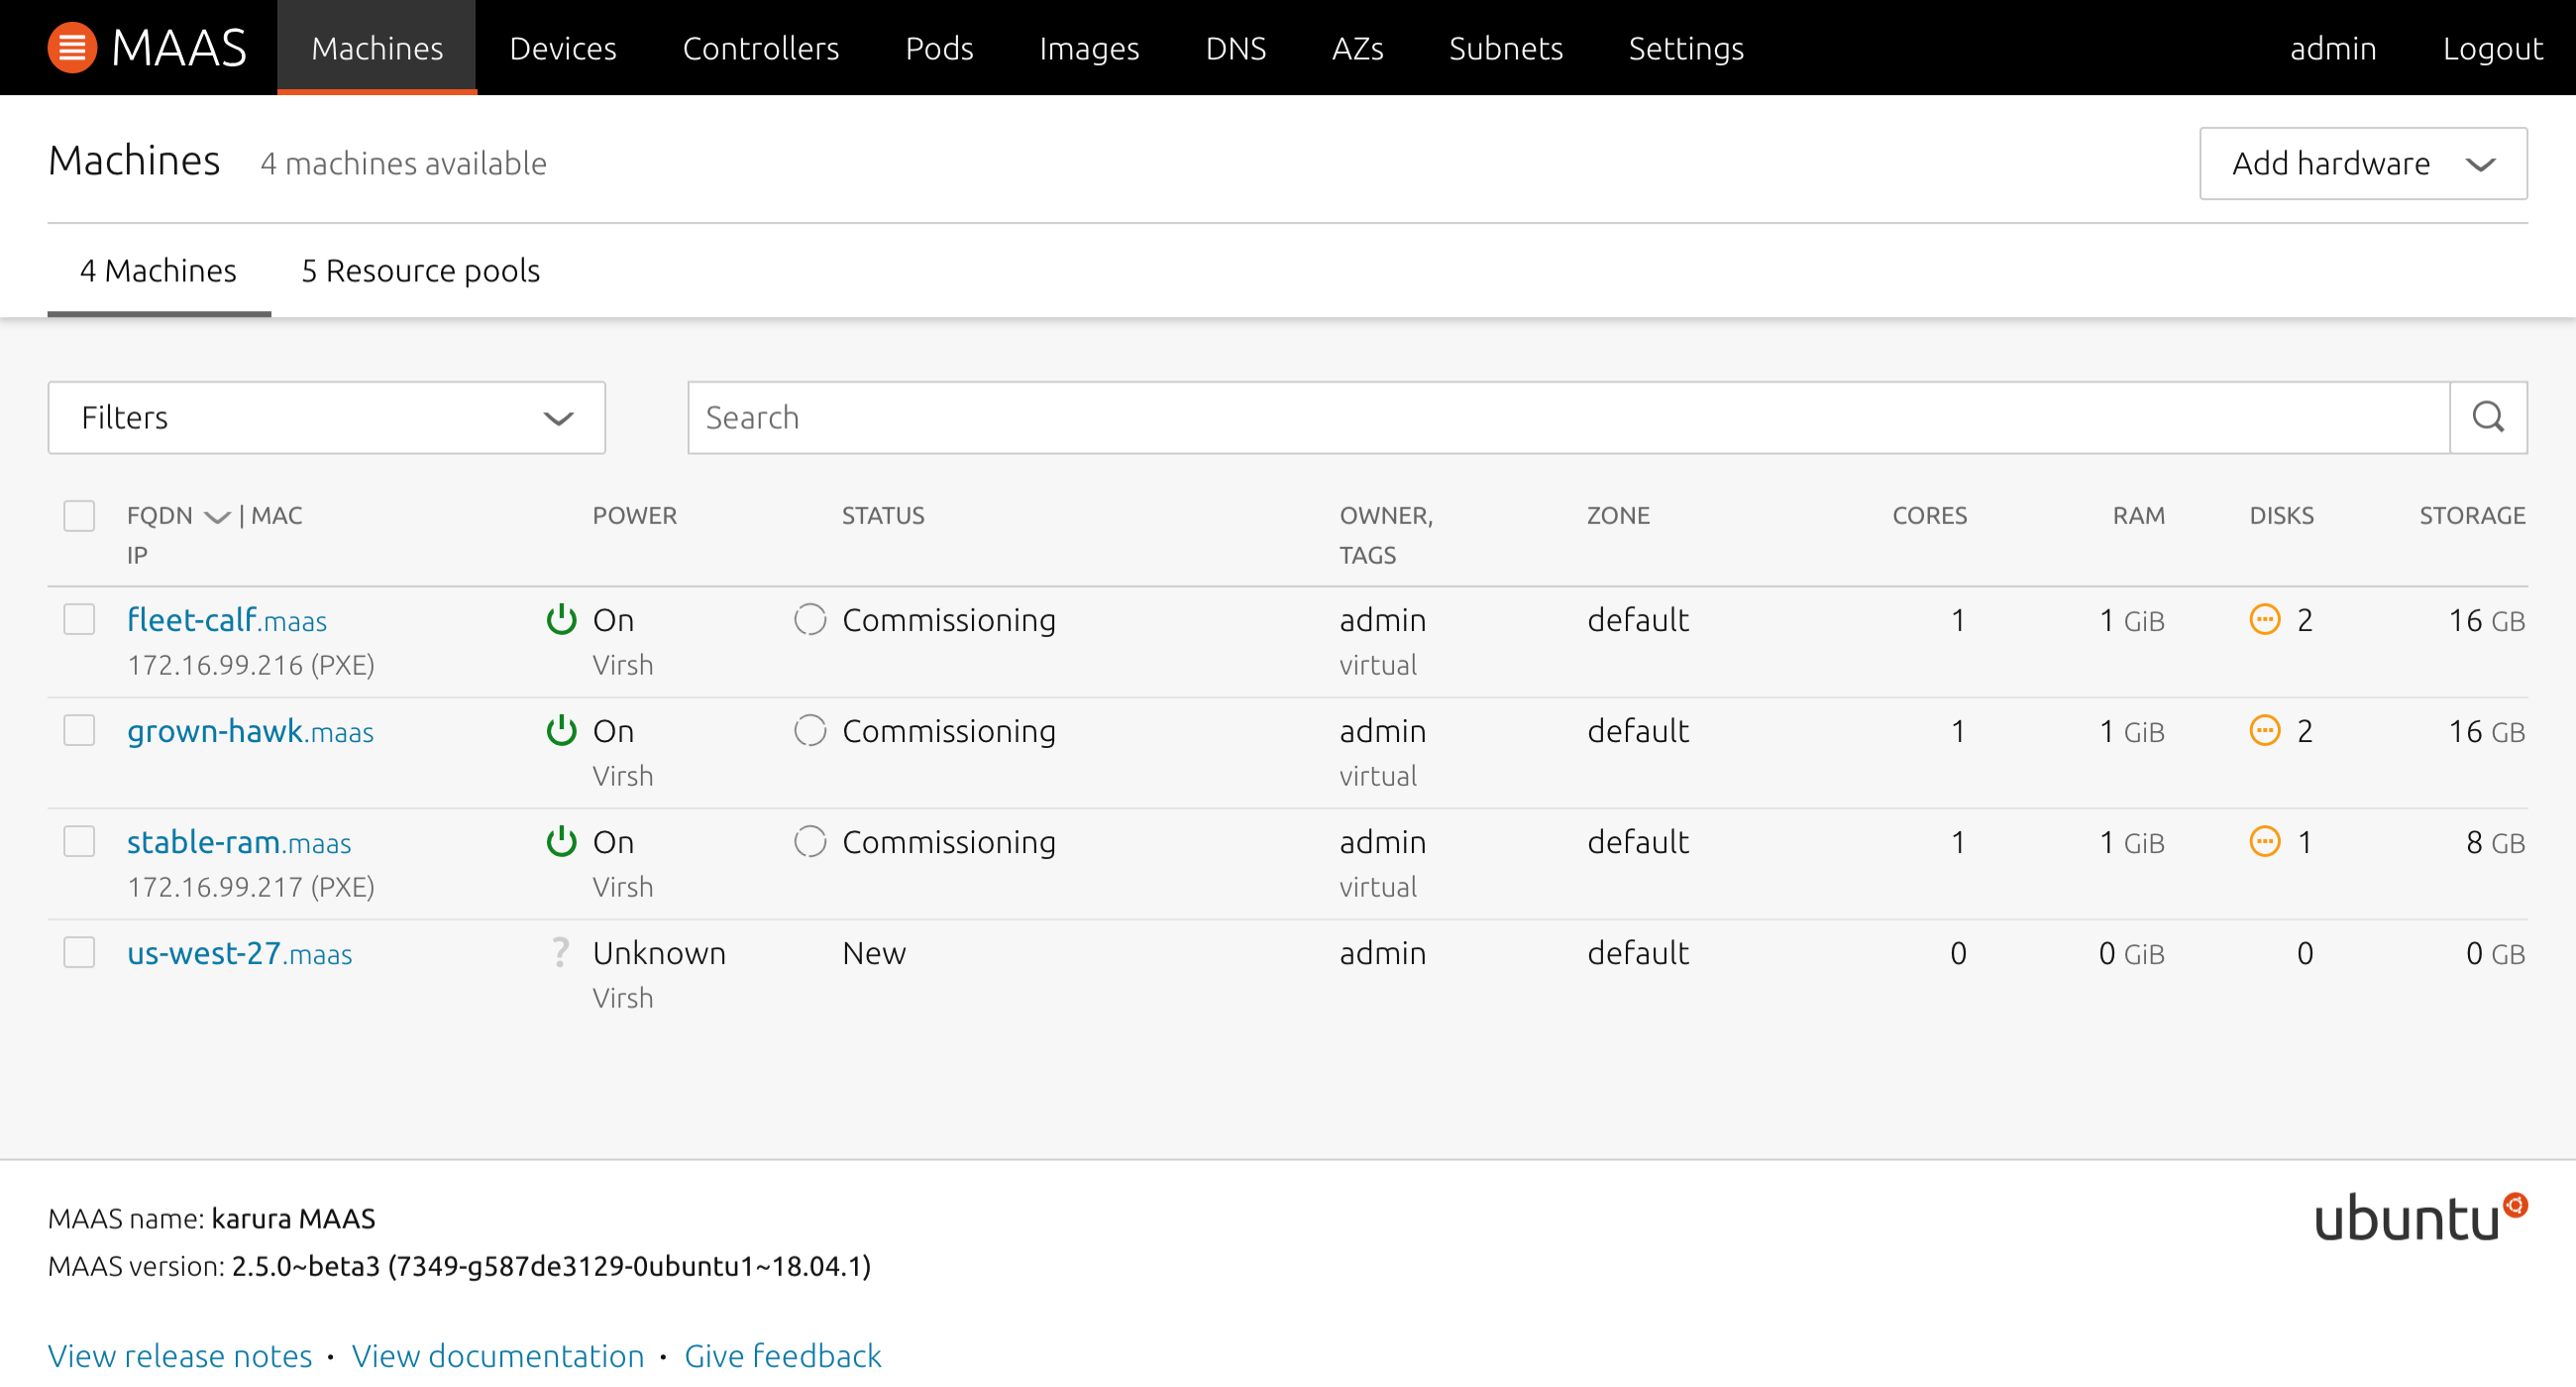 MAAS Machines Devices Controllers Pods Images DNS AZs Subnets Settings admin Logout
Machines 4 machines available Add hardware
4 Machines 5 Resource pools
Filters Search
FQDN | MAC POWER STATUS OWNER, ZONE CORES RAM DISKS STORAGE
IP TAGS
fleet-calf.maas On Commissioning admin default 1 1 GiB 2 16 GB
172.16.99.216 (PXE) Virsh virtual
grown-hawk.maas On Commissioning admin default 1 1 GiB 2 16 GB
Virsh virtual
stable-ram.maas On Commissioning admin default 1 1 GiB 1 8 GB
172.16.99.217 (PXE) Virsh virtual
us-west-27.maas ? Unknown New admin default 0 0 GiB 0 0 GB
Virsh
MAAS name: karura MAAS
ubuntu
MAAS version: 2.5.0~beta3 (7349-g587de3129-0ubuntu1~18.04.1)
View release notes · View documentation · Give feedback